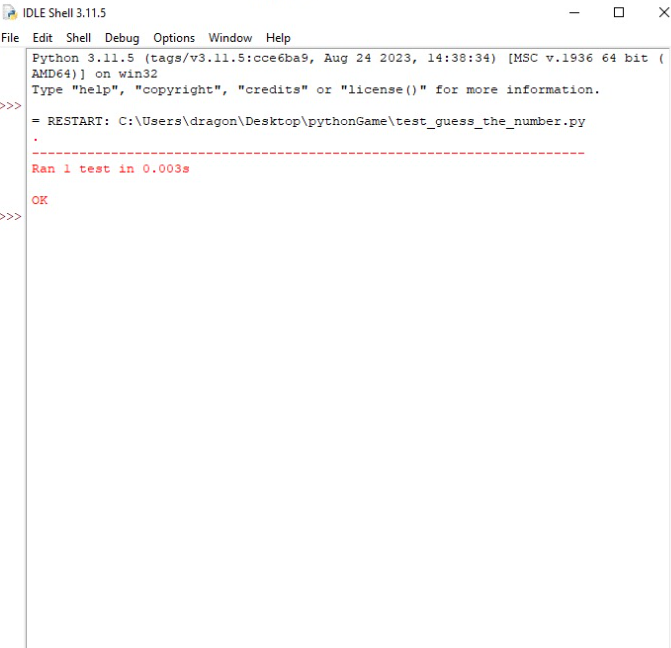 IDLE Shell 3.11.5
File Edit Shell Debug Options Window Help
Python 3.11.5 (tags/v3.11.5:cce6ba9, Aug 24 2023, 14:38:34) [MSC v.1936 64 bit (
AMD64)] on win32
Type "help", "copyright", "credits" or "license()" for more information.
>>>
= RESTART: C:\Users\dragon\Desktop\pythonGame\test_guess_the_number.py
.
----------------------------------------------------------------------
Ran 1 test in 0.003s
OK
>>>